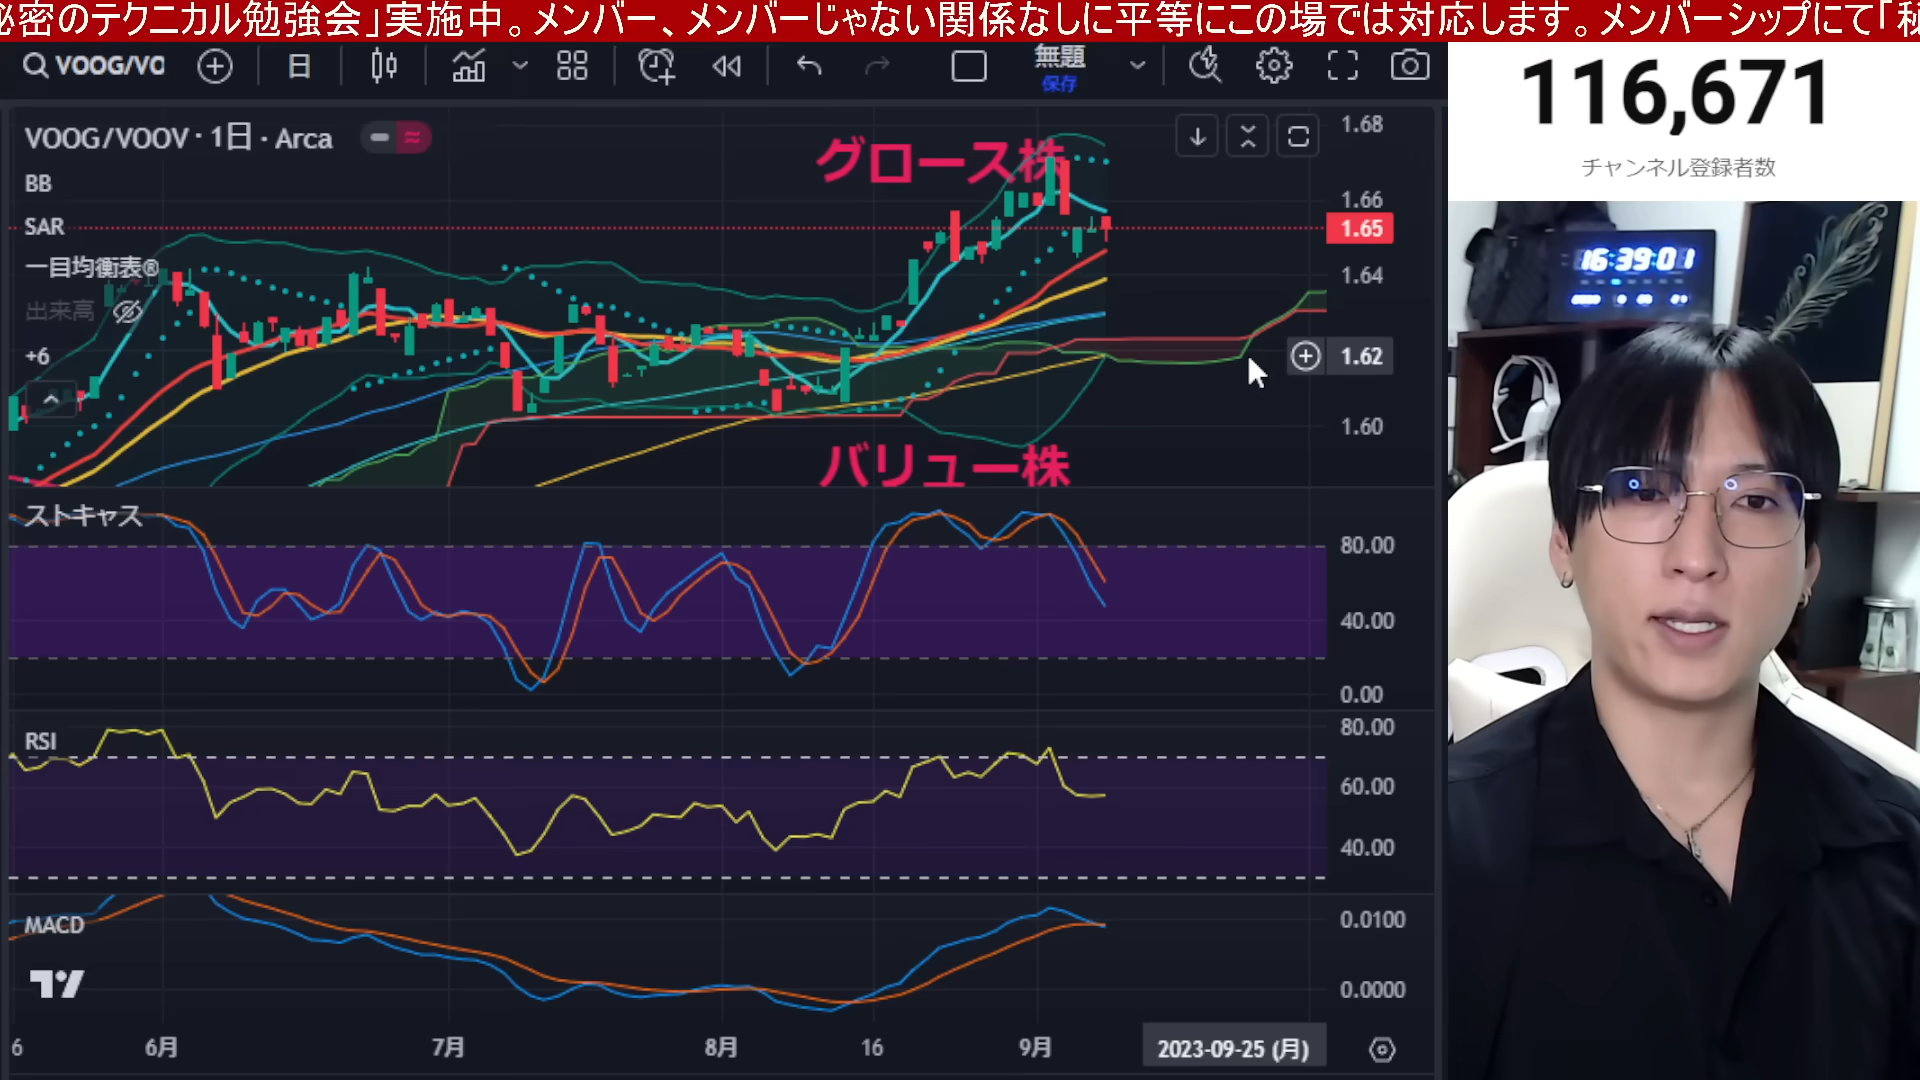 必密のテクニカル勉強会」実施中。メンバー、メンバーじゃない関係なしに平等にこの場では対応します。メンバーシップにて「秘
VOOG/VO
日
無題
保存
116,671
チャンネル登録者数
VOOG/VOOV · 1日 · Arca
グロース株
BB
SAR
一目均衡表®
出来高
+6
バリュー株
1.68
1.66
1.65
1.64
1.62
1.60
16:39:01
ストキャス
80.00
40.00
0.00
RSI
80.00
60.00
40.00
MACD
0.0100
0.0000
6
6月
7月
8月
16
9月
2023-09-25 (月)